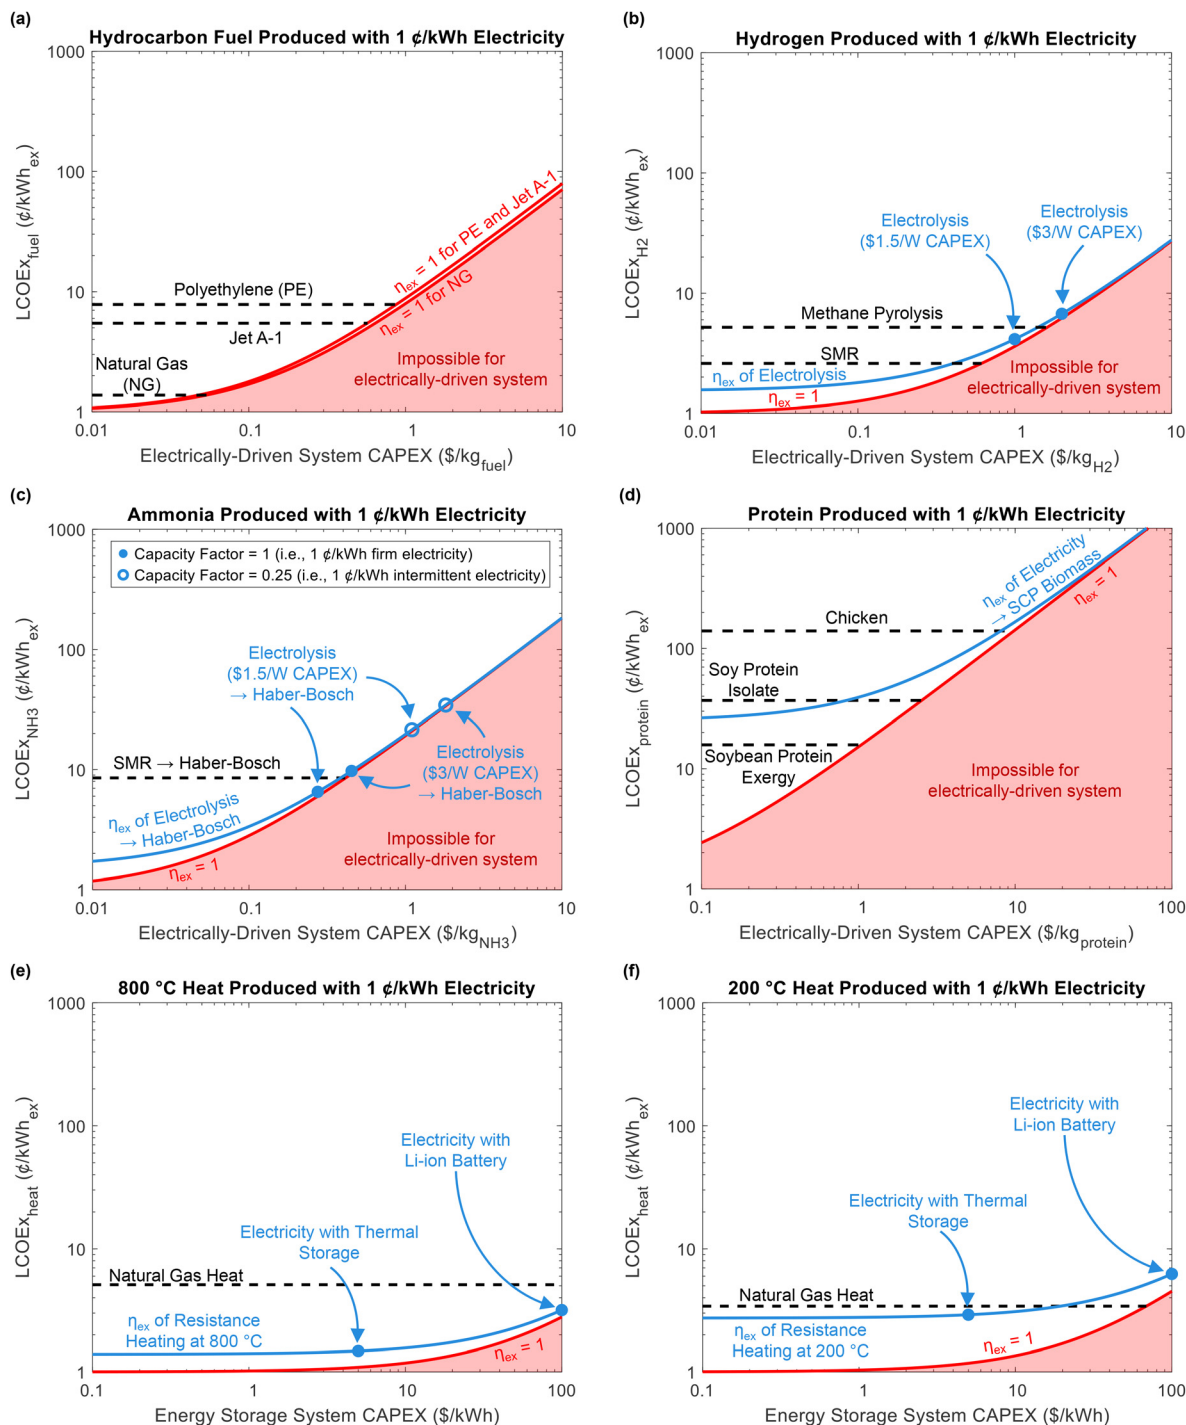 (a)
Hydrocarbon Fuel Produced with 1 ¢/kWh Electricity
LCOEx_fuel (¢/kWh_ex)
1000
100
10
1
Polyethylene (PE)
Jet A-1
Natural Gas
(NG)
η_ex = 1 for PE and Jet A-1
η_ex = 1 for NG
Impossible for
electrically-driven system
0.01
0.1
1
10
Electrically-Driven System CAPEX ($/kg_fuel)
(b)
Hydrogen Produced with 1 ¢/kWh Electricity
LCOEx_H2 (¢/kWh_ex)
1000
100
10
1
Electrolysis
($1.5/W CAPEX)
Electrolysis
($3/W CAPEX)
Methane Pyrolysis
SMR
η_ex of Electrolysis
η_ex = 1
Impossible for
electrically-driven system
0.01
0.1
1
10
Electrically-Driven System CAPEX ($/kg_H2)
(c)
Ammonia Produced with 1 ¢/kWh Electricity
LCOEx_NH3 (¢/kWh_ex)
1000
100
10
1
Capacity Factor = 1 (i.e., 1 ¢/kWh firm electricity)
Capacity Factor = 0.25 (i.e., 1 ¢/kWh intermittent electricity)
Electrolysis
($1.5/W CAPEX)
→ Haber-Bosch
SMR → Haber-Bosch
Electrolysis
($3/W CAPEX)
→ Haber-Bosch
η_ex of Electrolysis
→ Haber-Bosch
η_ex = 1
Impossible for
electrically-driven system
0.01
0.1
1
10
Electrically-Driven System CAPEX ($/kg_NH3)
(d)
Protein Produced with 1 ¢/kWh Electricity
LCOEx_protein (¢/kWh_ex)
1000
100
10
1
η_ex of Electricity
→ SCP Biomass
η_ex = 1
Chicken
Soy Protein
Isolate
Soybean Protein
Exergy
Impossible for
electrically-driven system
0.1
1
10
100
Electrically-Driven System CAPEX ($/kg_protein)
(e)
800 °C Heat Produced with 1 ¢/kWh Electricity
LCOEx_heat (¢/kWh_ex)
1000
100
10
1
Electricity with
Li-ion Battery
Electricity with Thermal
Storage
Natural Gas Heat
η_ex of Resistance
Heating at 800 °C
η_ex = 1
0.1
1
10
100
Energy Storage System CAPEX ($/kWh)
(f)
200 °C Heat Produced with 1 ¢/kWh Electricity
LCOEx_heat (¢/kWh_ex)
1000
100
10
1
Electricity with
Li-ion Battery
Electricity with Thermal
Storage
Natural Gas Heat
η_ex of Resistance
Heating at 200 °C
η_ex = 1
0.1
1
10
100
Energy Storage System CAPEX ($/kWh)